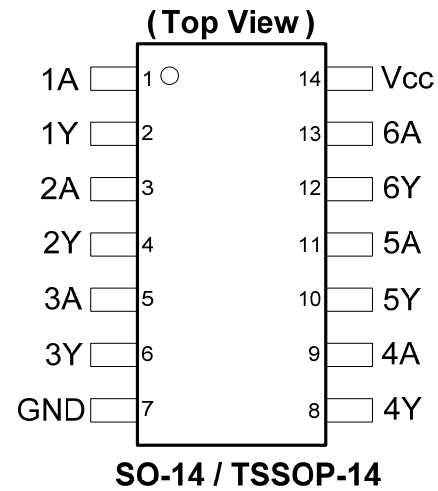 (Top View)
1A 1 14 Vcc
1Y 2 13 6A
2A 3 12 6Y
2Y 4 11 5A
3A 5 10 5Y
3Y 6 9 4A
GND 7 8 4Y
SO-14 / TSSOP-14